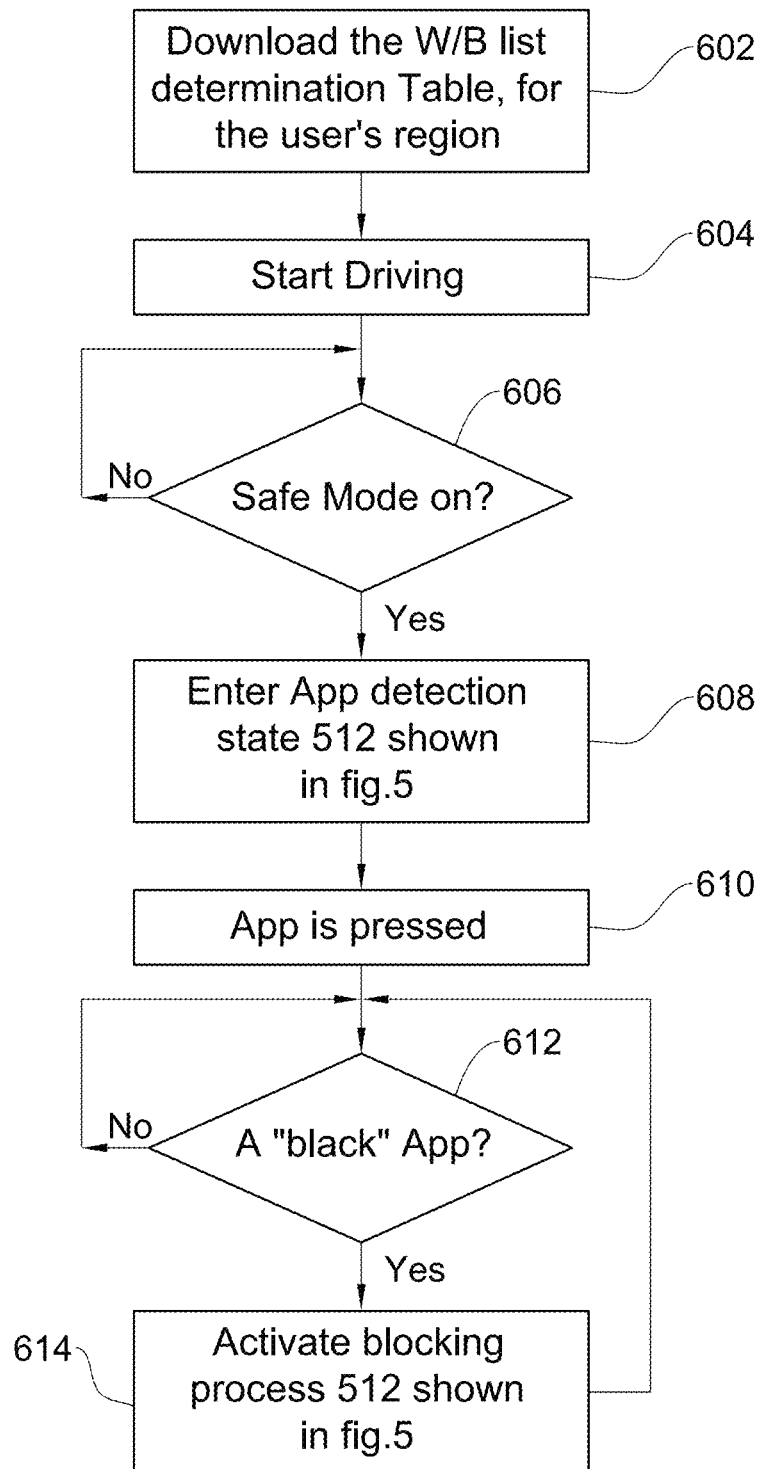 Download the W/B list
determination Table, for
the user's region
602
604
Start Driving
606
No
Safe Mode on?
Yes
Enter App detection
state 512 shown
in fig.5
608
610
App is pressed
612
No
A "black" App?
Yes
614
Activate blocking
process 512 shown
in fig.5